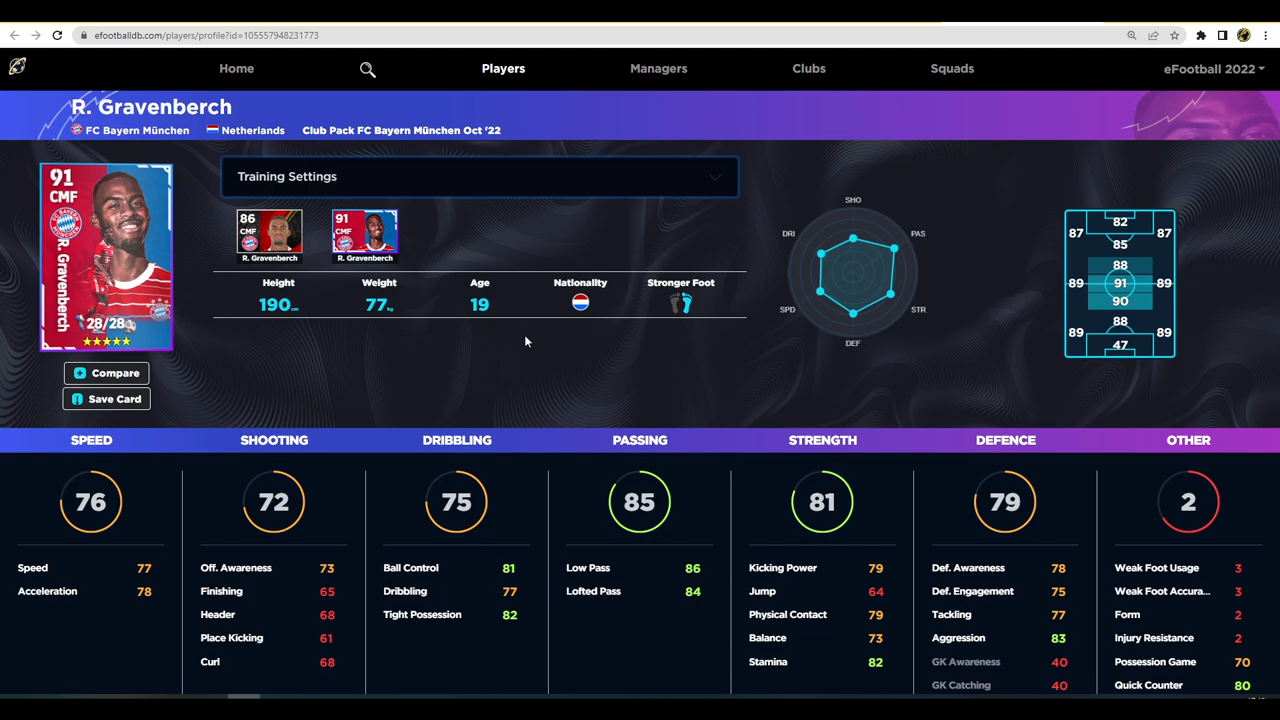 efootballdb.com/players/profile?id=105557948231773
Home Players Managers Clubs Squads eFootball 2022
R. Gravenberch
FC Bayern München Netherlands Club Pack FC Bayern München Oct '22
91
CMF
R. Gravenberch
28/28
Training Settings
86
CMF
R. Gravenberch
91
CMF
R. Gravenberch
Height Weight Age Nationality Stronger Foot
190cm 77kg 19
Compare
Save Card
SHO
DRI PAS
SPD STR
DEF
82
87 87
85
88
89 91 89
90
88
89 89
47
SPEED SHOOTING DRIBBLING PASSING STRENGTH DEFENCE OTHER
76 72 75 85 81 79 2
Speed 77
Acceleration 78
Off. Awareness 73
Finishing 65
Header 68
Place Kicking 61
Curl 68
Ball Control 81
Dribbling 77
Tight Possession 82
Low Pass 86
Lofted Pass 84
Kicking Power 79
Jump 64
Physical Contact 79
Balance 73
Stamina 82
Def. Awareness 78
Def. Engagement 75
Tackling 77
Aggression 83
GK Awareness 40
GK Catching 40
Weak Foot Usage 3
Weak Foot Accura... 3
Form 2
Injury Resistance 2
Possession Game 70
Quick Counter 80